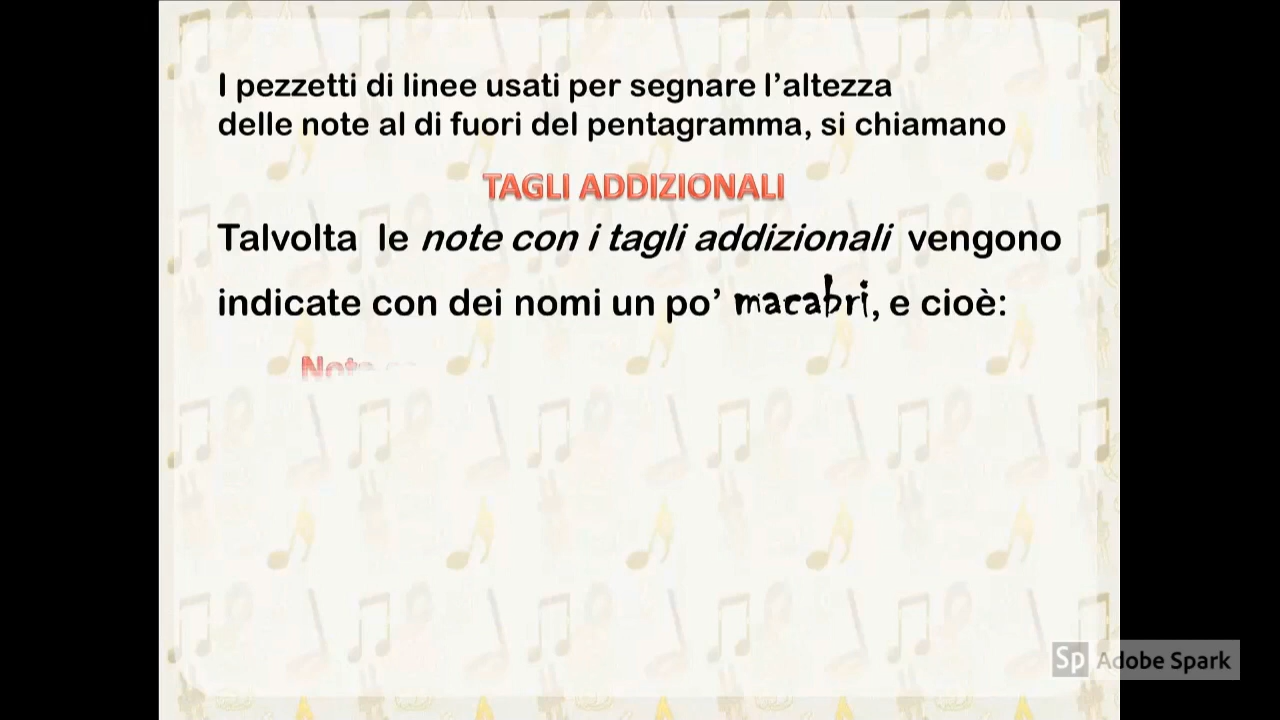 I pezzetti di linee usati per segnare l’altezza
delle note al di fuori del pentagramma, si chiamano
TAGLI ADDIZIONALI
Talvolta le note con i tagli addizionali vengono
indicate con dei nomi un po’ macabri, e cioè:
Sp Adobe Spark